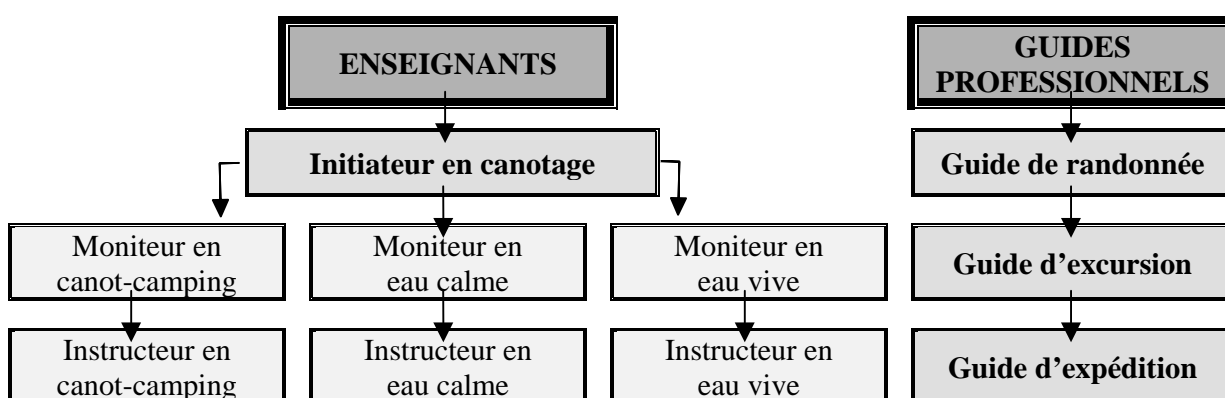 ENSEIGNANTS
GUIDES
PROFESSIONNELS
Initiateur en canotage
Guide de randonnée
Moniteur en
canot-camping
Moniteur en
eau calme
Moniteur en
eau vive
Guide d’excursion
Instructeur en
canot-camping
Instructeur en
eau calme
Instructeur en
eau vive
Guide d’expédition